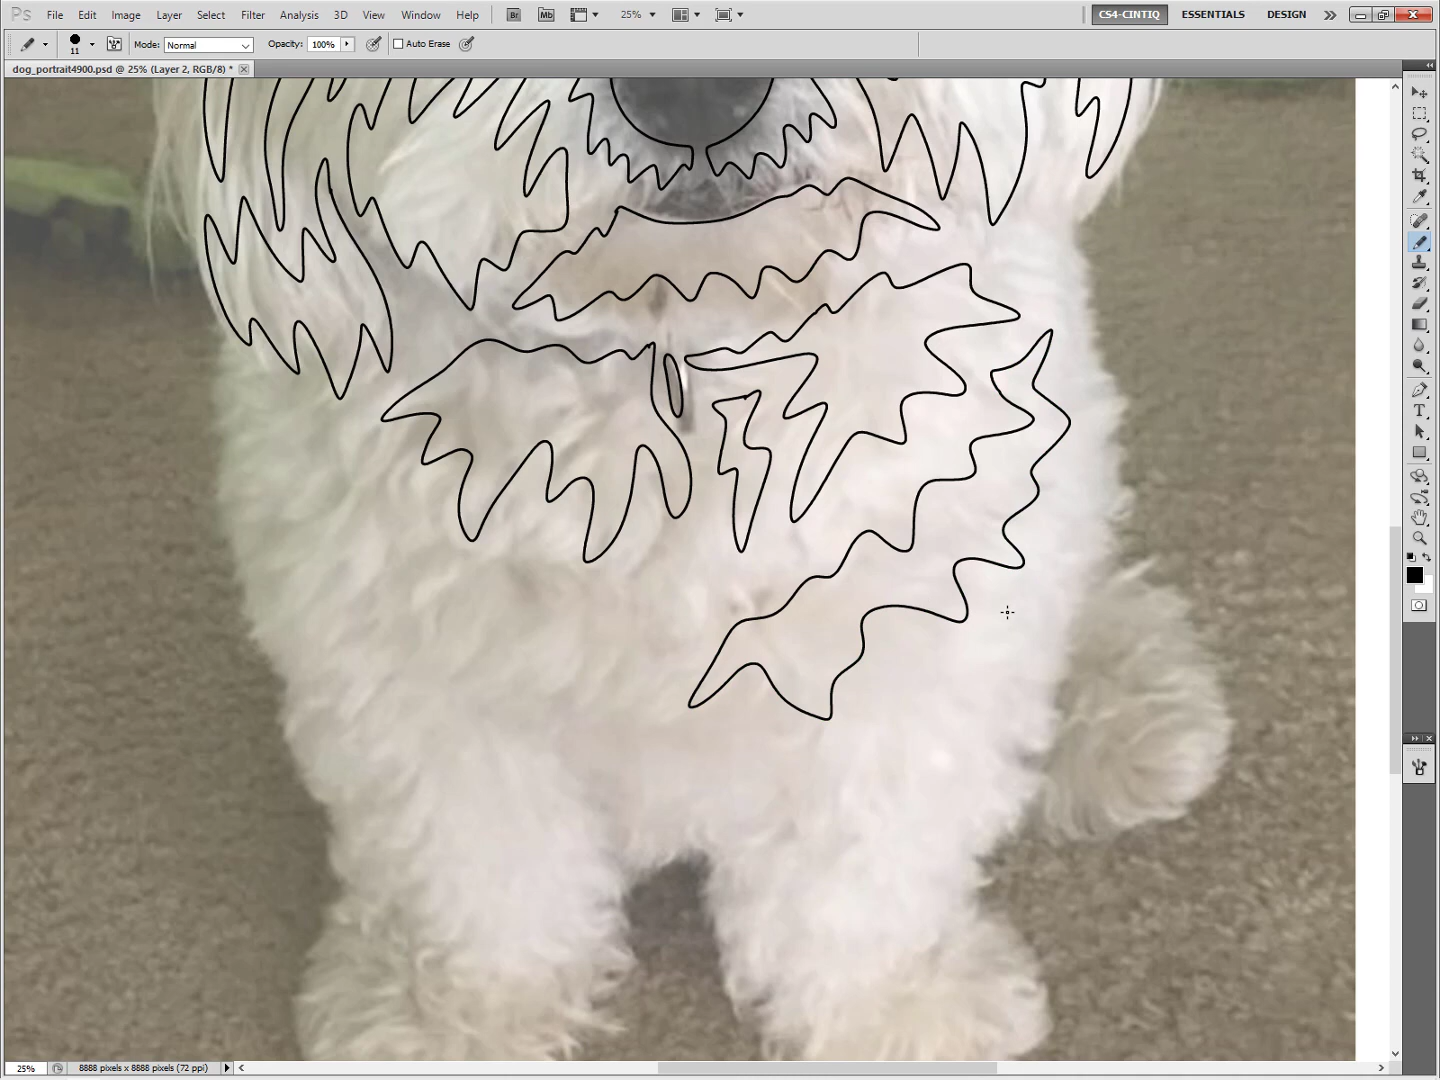 Ps File Edit Image Layer Select Filter Analysis 3D View Window Help Br Mb 25% CS4-CINTIQ ESSENTIALS DESIGN
11 Mode: Normal Opacity: 100% Auto Erase
dog_portrait4900.psd @ 25% (Layer 2, RGB/8) *
T
25% 8888 pixels x 8888 pixels (72 ppi)